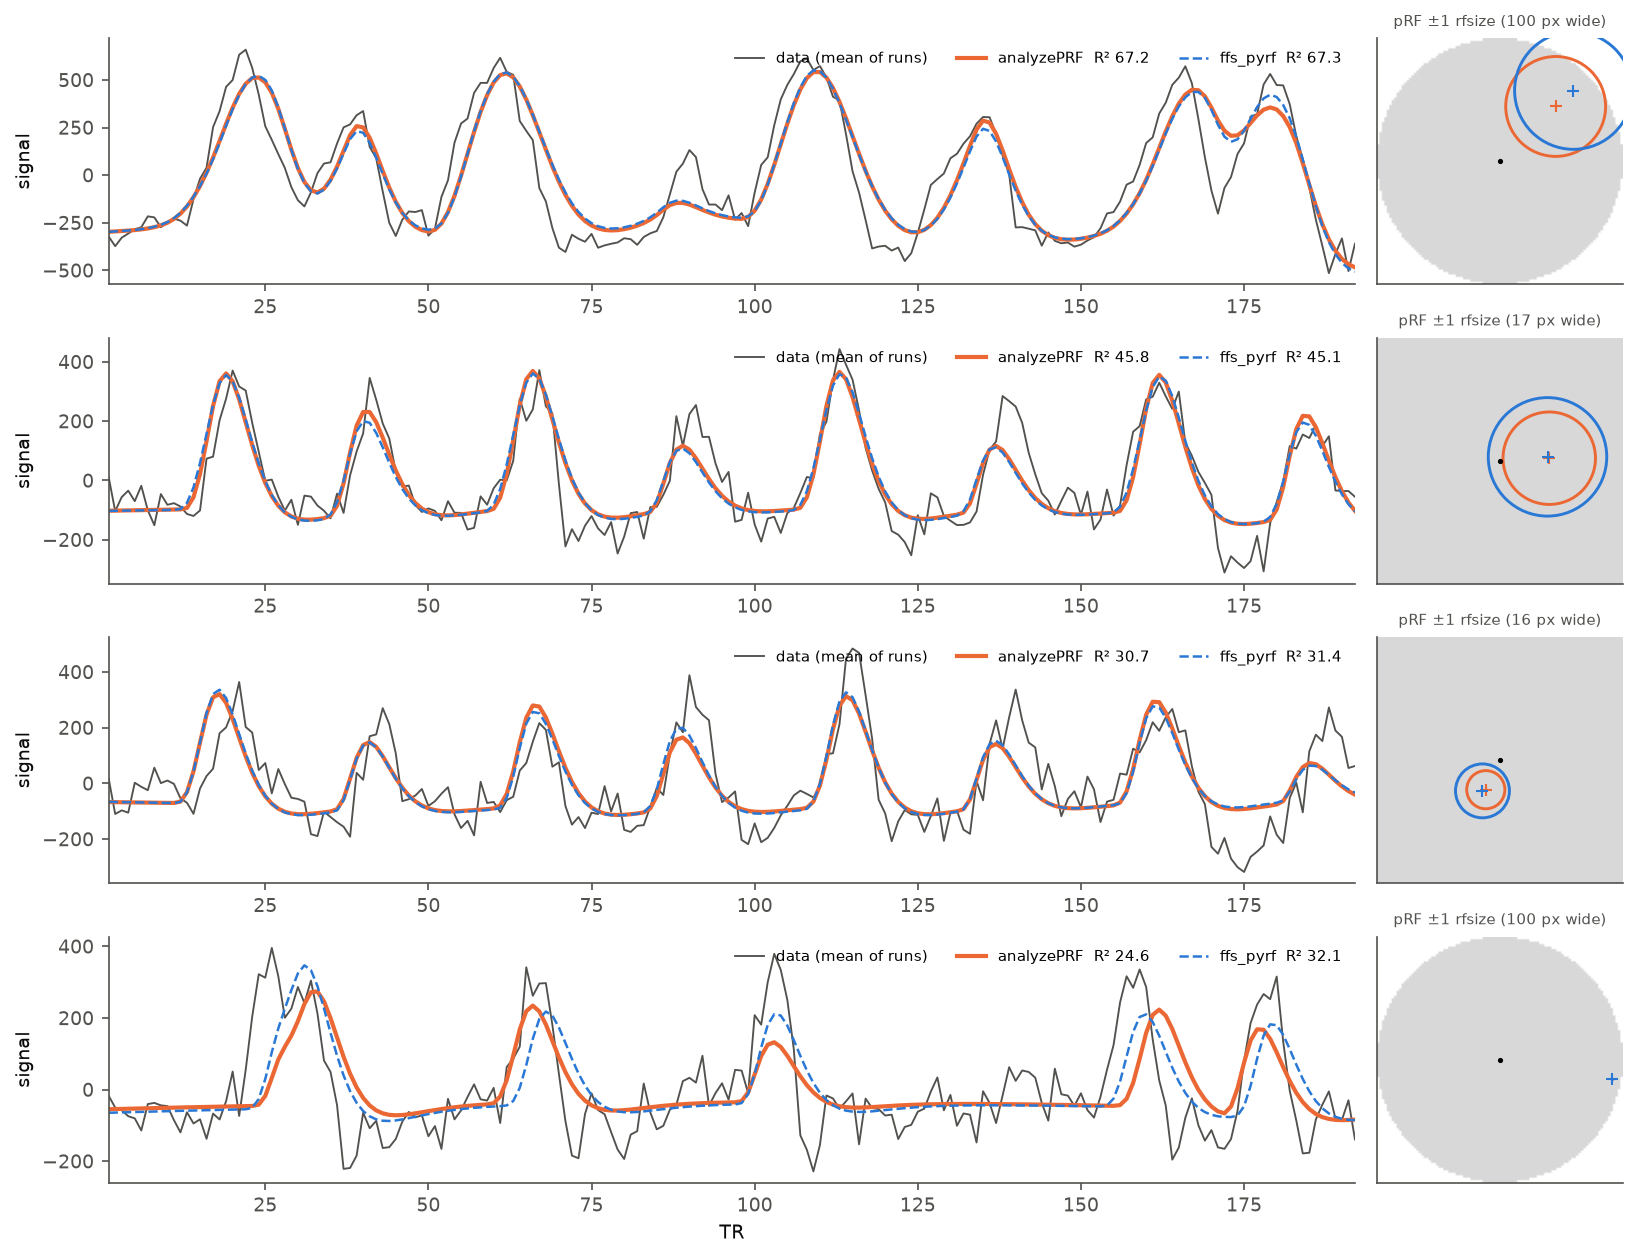 pRF ±1 rfsize (100 px wide)
data (mean of runs) analyzePRF R² 67.2 ffs_pyrf R² 67.3
500
250
0
−250
−500
signal
25 50 75 100 125 150 175
pRF ±1 rfsize (17 px wide)
data (mean of runs) analyzePRF R² 45.8 ffs_pyrf R² 45.1
400
200
0
−200
signal
25 50 75 100 125 150 175
pRF ±1 rfsize (16 px wide)
data (mean of runs) analyzePRF R² 30.7 ffs_pyrf R² 31.4
400
200
0
−200
signal
25 50 75 100 125 150 175
pRF ±1 rfsize (100 px wide)
data (mean of runs) analyzePRF R² 24.6 ffs_pyrf R² 32.1
400
200
0
−200
signal
25 50 75 100 125 150 175
TR